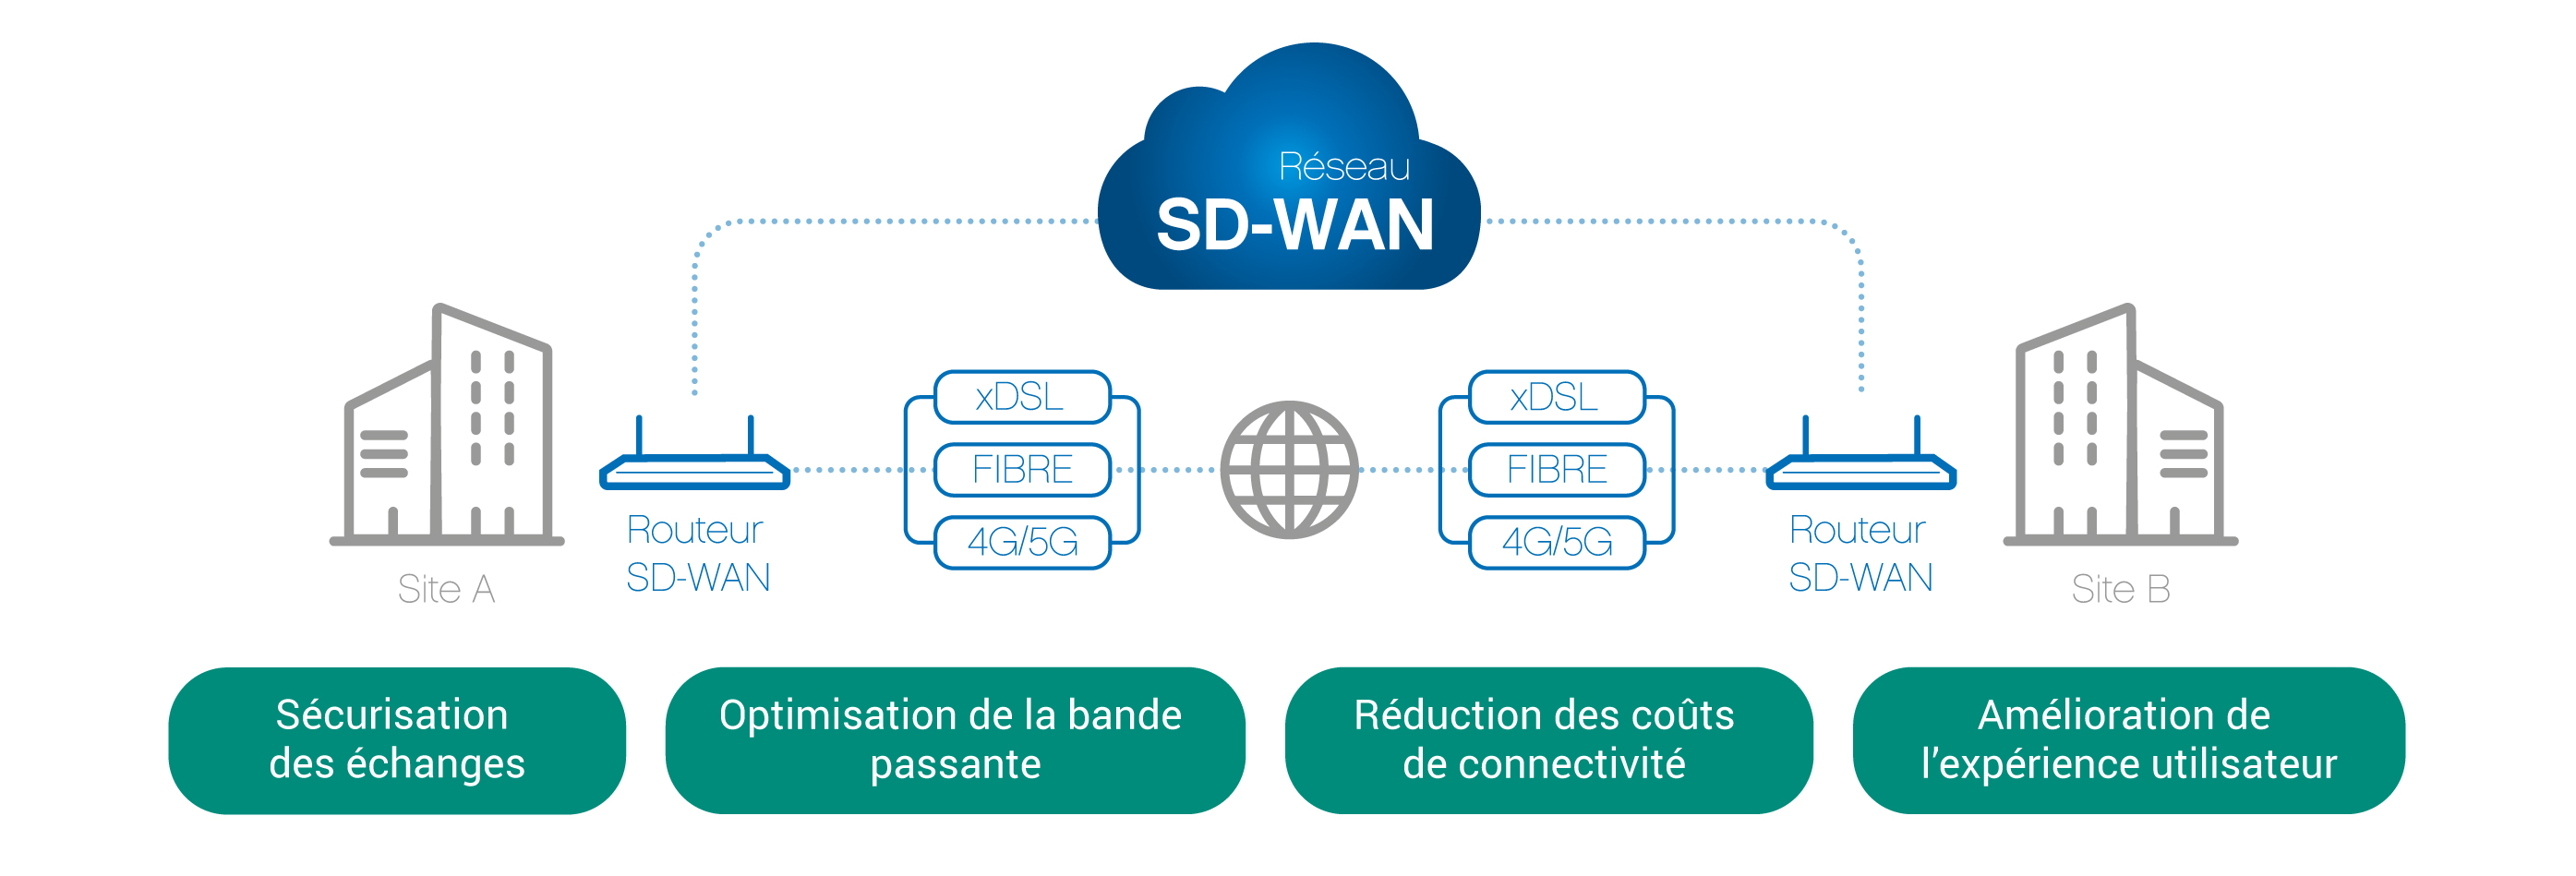 Réseau
SD-WAN
xDSL
FIBRE
4G/5G
xDSL
FIBRE
4G/5G
Routeur
SD-WAN
Routeur
SD-WAN
Site A
Site B
Sécurisation
des échanges
Optimisation de la bande
passante
Réduction des coûts
de connectivité
Amélioration de
l’expérience utilisateur